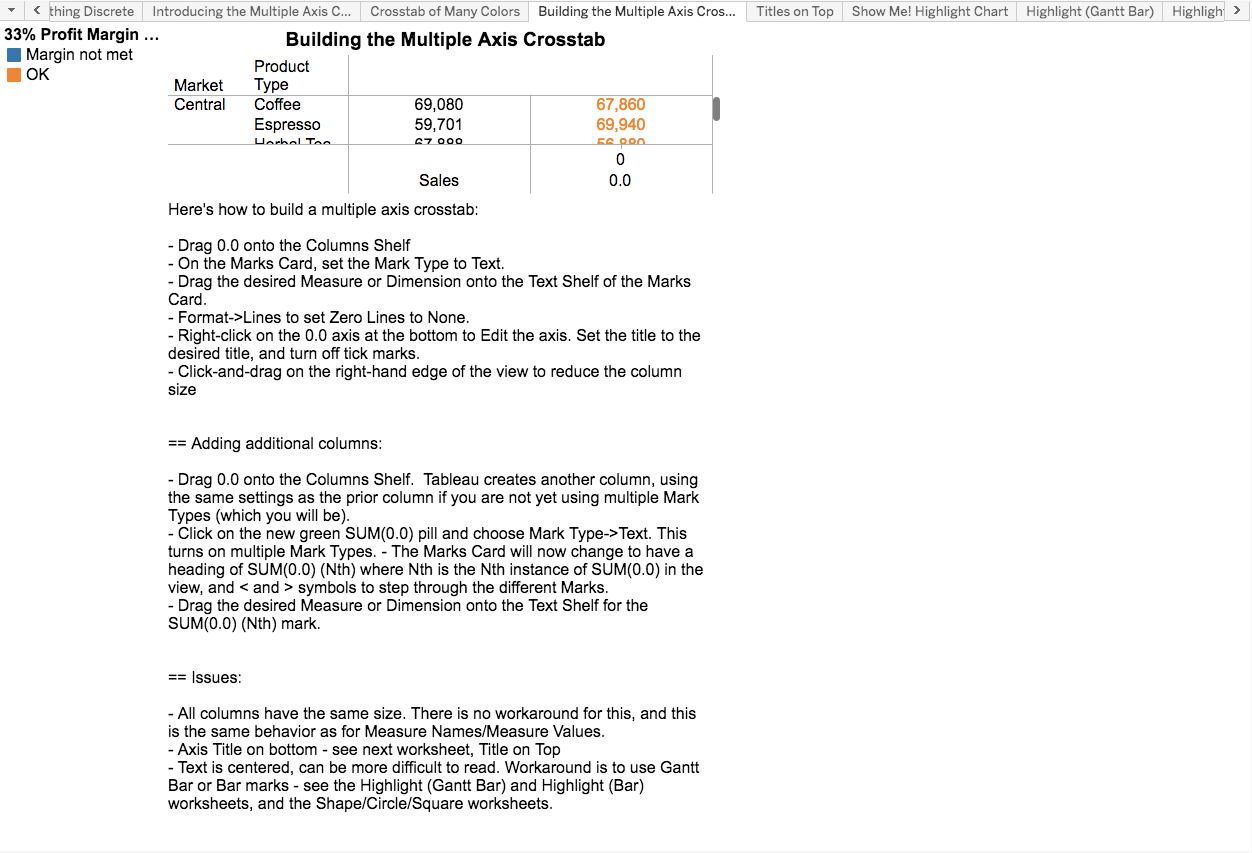 thing Discrete
Introducing the Multiple Axis C...
Crosstab of Many Colors
Building the Multiple Axis Cros...
Titles on Top
Show Me! Highlight Chart
Highlight (Gantt Bar)
Highligh
33% Profit Margin ...
Margin not met
OK
Building the Multiple Axis Crosstab
Market
Product
Type
Central Coffee 69,080 67,860
Espresso 59,701 69,940
Herbal Tea 67,888 56,880
0
Sales 0.0
Here's how to build a multiple axis crosstab:
- Drag 0.0 onto the Columns Shelf
- On the Marks Card, set the Mark Type to Text.
- Drag the desired Measure or Dimension onto the Text Shelf of the Marks
Card.
- Format->Lines to set Zero Lines to None.
- Right-click on the 0.0 axis at the bottom to Edit the axis. Set the title to the
desired title, and turn off tick marks.
- Click-and-drag on the right-hand edge of the view to reduce the column
size
== Adding additional columns:
- Drag 0.0 onto the Columns Shelf.  Tableau creates another column, using
the same settings as the prior column if you are not yet using multiple Mark
Types (which you will be).
- Click on the new green SUM(0.0) pill and choose Mark Type->Text. This
turns on multiple Mark Types. - The Marks Card will now change to have a
heading of SUM(0.0) (Nth) where Nth is the Nth instance of SUM(0.0) in the
view, and < and > symbols to step through the different Marks.
- Drag the desired Measure or Dimension onto the Text Shelf for the
SUM(0.0) (Nth) mark.
== Issues:
- All columns have the same size. There is no workaround for this, and this
is the same behavior as for Measure Names/Measure Values.
- Axis Title on bottom - see next worksheet, Title on Top
- Text is centered, can be more difficult to read. Workaround is to use Gantt
Bar or Bar marks - see the Highlight (Gantt Bar) and Highlight (Bar)
worksheets, and the Shape/Circle/Square worksheets.